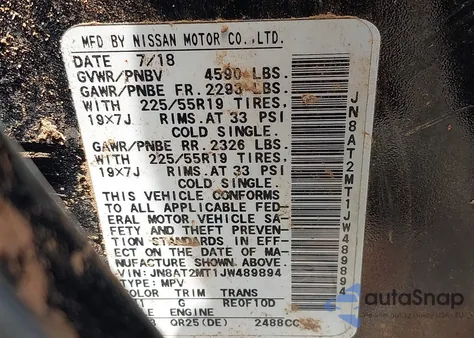 MFD BY NISSAN MOTOR CO., LTD.
DATE 7/18
GVWR/PNBV 4590 LBS.
GAWR/PNBE FR. 2293 LBS.
WITH 225/55R19 TIRES,
19×7J RIMS. AT 33 PSI
COLD SINGLE.
GAWR/PNBE RR. 2326 LBS.
WITH 225/55R19 TIRES,
19×7J RIMS. AT 33 PSI
COLD SINGLE.
THIS VEHICLE CONFORMS
TO ALL APPLICABLE FED-
ERAL MOTOR VEHICLE SA-
FETY AND THEFT PREVEN-
TION STANDARDS IN EFF-
ECT ON THE DATE OF MA-
NUFACTURE SHOWN ABOVE.
VIN: JN8AT2MT1JW489894
TYPE: MPV
COLOR TRIM TRANS
G RE0F10D
ENGINE
QR25(DE) 2488CC
JN8AT2MT1JW489894
autoSnap